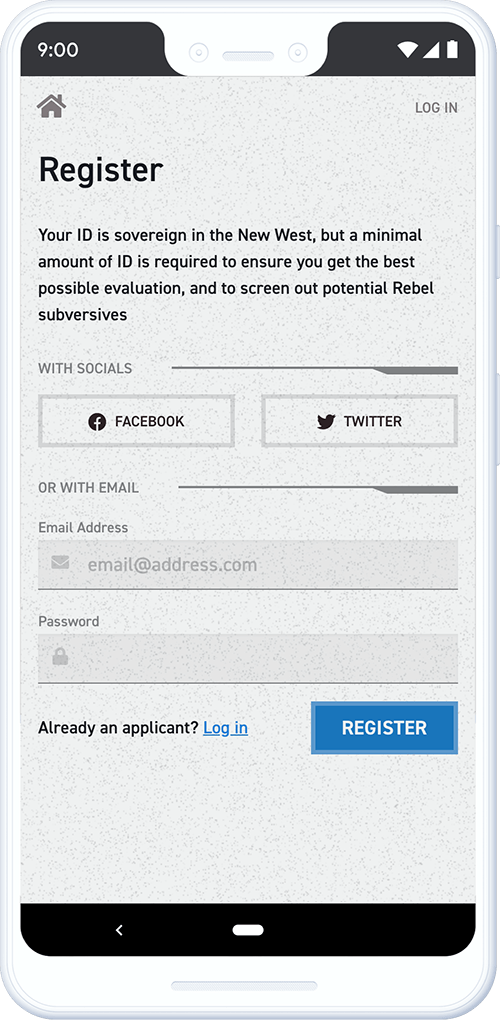 9:00
LOG IN
Register
Your ID is sovereign in the New West, but a minimal
amount of ID is required to ensure you get the best
possible evaluation, and to screen out potential Rebel
subversives
WITH SOCIALS
FACEBOOK
TWITTER
OR WITH EMAIL
Email Address
email@address.com
Password
Already an applicant? Log in
REGISTER